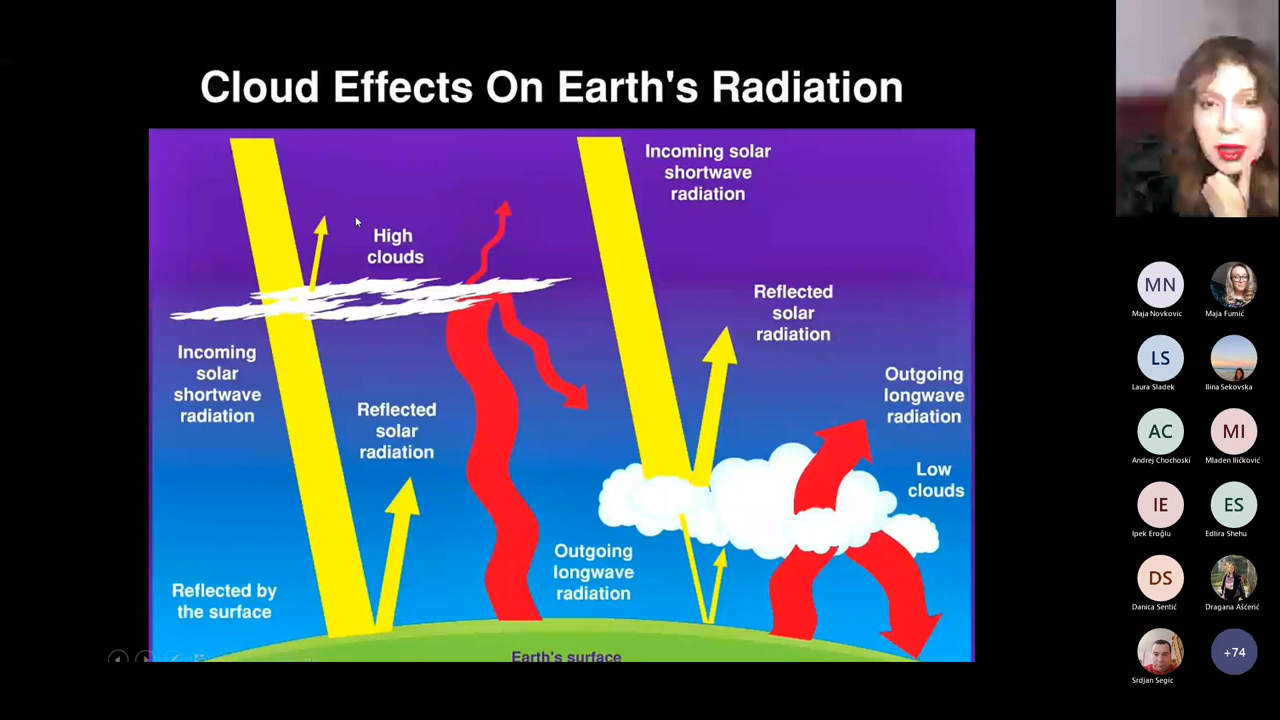 Cloud Effects On Earth's Radiation
Incoming solar
shortwave
radiation
High
clouds
Reflected
solar
radiation
Incoming
solar
shortwave
radiation
Outgoing
longwave
radiation
Reflected
solar
radiation
Low
clouds
Outgoing
longwave
radiation
Reflected by
the surface
Earth's surface
MN
Maja Novkovic
Maja Fumić
LS
Laura Sladek
Ilina Sekovska
AC
Andrej Chochoski
MI
Mladen Iličković
IE
Ipek Eroğlu
ES
Edlira Shehu
DS
Danica Sentić
Dragana Ašćerić
Srdjan Segic
+74